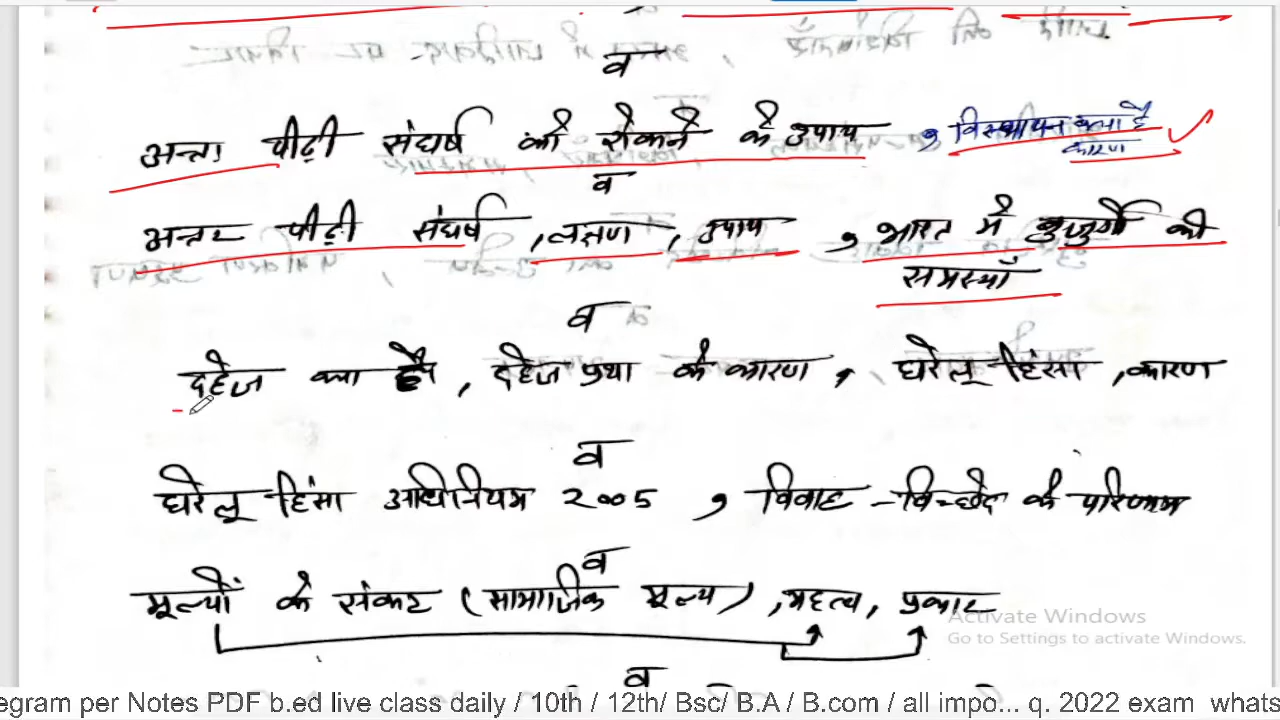 व
अन्तः पीढ़ी संघर्ष को रोकने के उपाय , विस्थापन क्या है
कारण
व
अन्तर पीढ़ी संघर्ष , लक्षण , उपाय , भारत में बुजुर्गो की
समस्याँ
व
दहेज क्या है , दहेज प्रथा के कारण , घरेलू हिंसा , कारण
व
घरेलू हिंसा अधिनियम 2005 , विवाह - विच्छेद के परिणाम
व
मूल्यों के संकट (सामाजिक मूल्य) , महत्व , प्रकार
व
Activate Windows
Go to Settings to activate Windows.
egram per Notes PDF b.ed live class daily / 10th / 12th/ Bsc/ B.A / B.com / all impo... q. 2022 exam whats